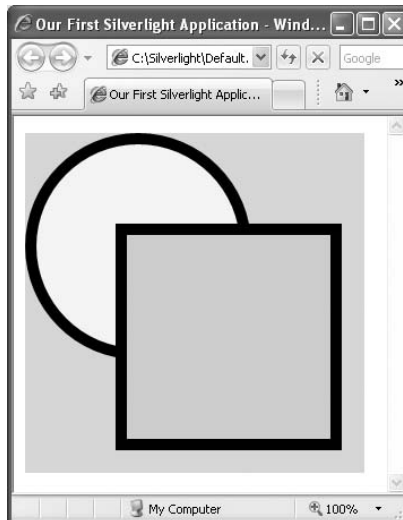 Our First Silverlight Application - Wind...
C:\Silverlight\Default.
Google
»
Our First Silverlight Applic...
My Computer
100%